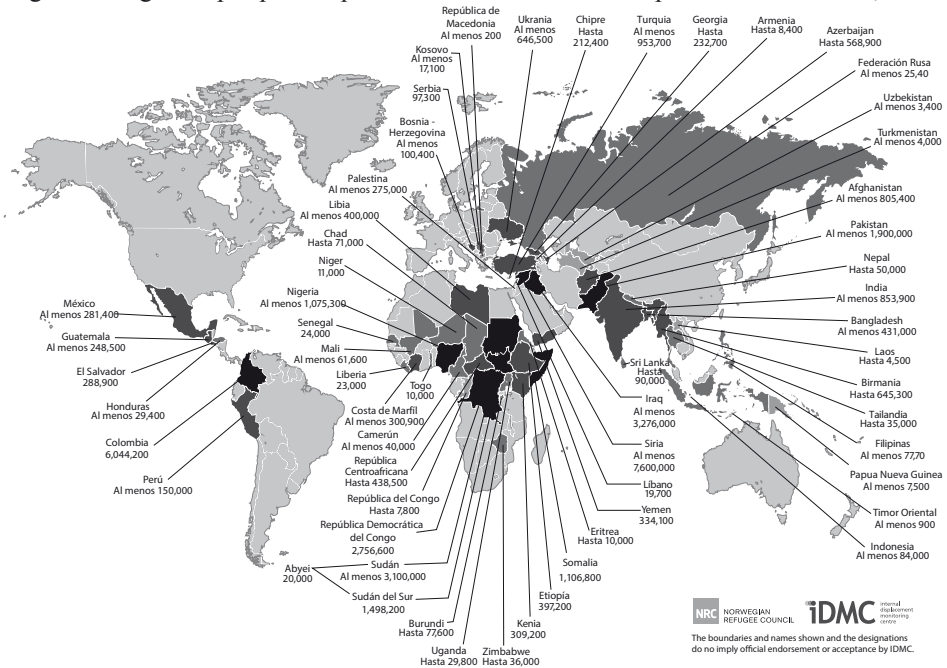 República de
Macedonia
Al menos 200
Ukrania
Al menos
646,500
Chipre
Hasta
212,400
Turquia
Al menos
953,700
Georgia
Hasta
232,700
Armenia
Hasta 8,400
Azerbaijan
Hasta 568,900
Federación Rusa
Al menos 25,40
Uzbekistan
Al menos 3,400
Turkmenistan
Al menos 4,000
Afghanistan
Al menos 805,400
Pakistan
Al menos 1,900,000
Nepal
Hasta 50,000
India
Al menos 853,900
Bangladesh
Al menos 431,000
Laos
Hasta 4,500
Birmania
Hasta 645,300
Tailandia
Hasta 35,000
Filipinas
Al menos 77,70
Papua Nueva Guinea
Al menos 7,500
Timor Oriental
Al menos 900
Indonesia
Al menos 84,000
Kosovo
Al menos
17,100
Serbia
97,300
Bosnia -
Herzegovina
Al menos
100,400
Palestina
Al menos 275,000
Libia
Al menos 400,000
Chad
Hasta 71,000
Niger
11,000
Nigeria
Al menos 1,075,300
Senegal
24,000
Mali
Al menos 61,600
Liberia
23,000
Togo
10,000
Costa de Marfil
Al menos 300,900
Camerún
Al menos 40,000
República
Centroafricana
Hasta 438,500
República del Congo
Hasta 7,800
República Democrática
del Congo
2,756,600
Abyei
20,000
Sudán
Al menos 3,100,000
Sudán del Sur
1,498,200
Burundi
Hasta 77,600
Uganda
Hasta 29,800
Zimbabwe
Hasta 36,000
Kenia
309,200
Etiopía
397,200
Somalia
1,106,800
Eritrea
Hasta 10,000
Yemen
334,100
Líbano
19,700
Siria
Al menos
7,600,000
Iraq
Al menos
3,276,000
Sri Lanka
Hasta
90,000
México
Al menos 281,400
Guatemala
Al menos 248,500
El Salvador
288,900
Honduras
Al menos 29,400
Colombia
6,044,200
Perú
Al menos 150,000
NRC
NORWEGIAN
REFUGEE COUNCIL
iDMC
internal
displacement
monitoring
centre
The boundaries and names shown and the designations
do no imply official endorsement or acceptance by IDMC.